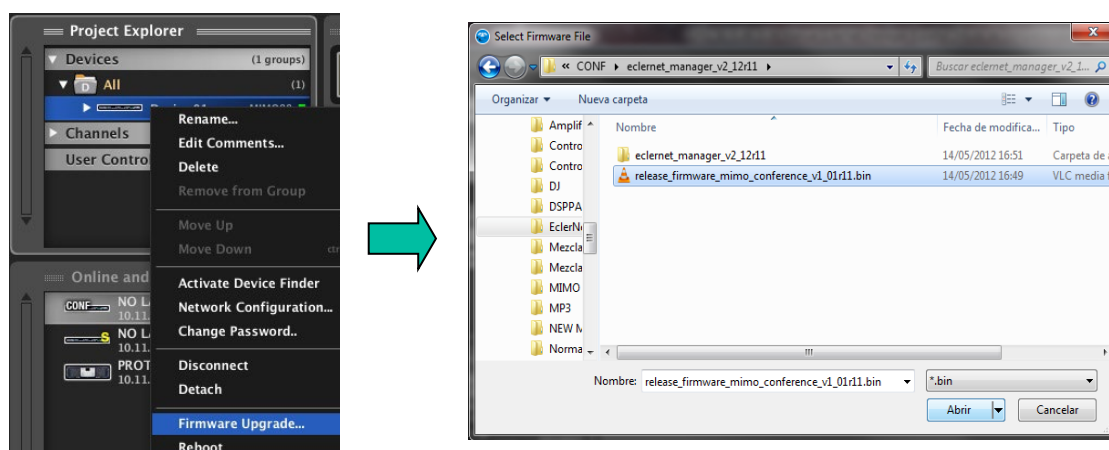 Project Explorer
Devices (1 groups)
D All (1)
Channels
User Contro
Rename...
Edit Comments...
Delete
Remove from Group
Move Up
Move Down
Activate Device Finder
Network Configuration...
Change Password..
Disconnect
Detach
Firmware Upgrade...
Reboot
Online and
CONF NO L
10.11.
S NO L
10.11.
PROT
10.11.
Select Firmware File
« CONF eclernet_manager_v2_12r11
Buscar eclernet_manager_v2_1...
Organizar Nueva carpeta
Nombre Fecha de modifica... Tipo
eclernet_manager_v2_12r11 14/05/2012 16:51 Carpeta de a
release_firmware_mimo_conference_v1_01r11.bin 14/05/2012 16:49 VLC media f
Amplif
Contro
Contro
DJ
DSPPA
EclerN
Mezcla
Mezcla
MIMO
MP3
NEW M
Norma
Nombre: release_firmware_mimo_conference_v1_01r11.bin *.bin
Abrir Cancelar